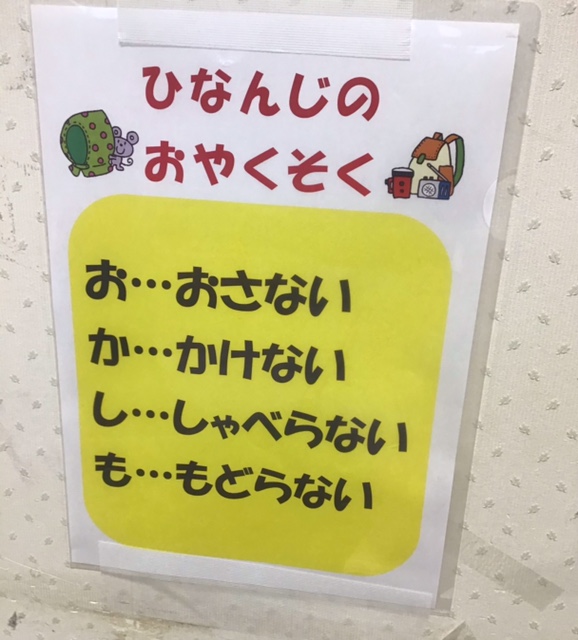 ひなんじの
おやくそく
お…おさない
か…かけない
し…しゃべらない
も…もどらない